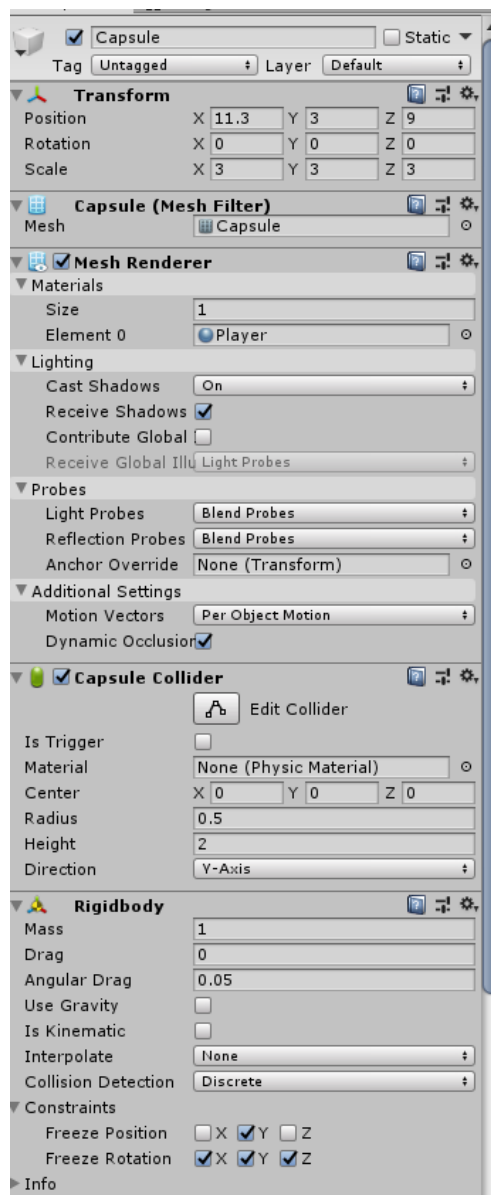 Capsule Static
Tag Untagged Layer Default
Transform
Position X 11.3 Y 3 Z 9
Rotation X 0 Y 0 Z 0
Scale X 3 Y 3 Z 3
Capsule (Mesh Filter)
Mesh Capsule
Mesh Renderer
Materials
Size 1
Element 0 Player
Lighting
Cast Shadows On
Receive Shadows
Contribute Global
Receive Global Illu Light Probes
Probes
Light Probes Blend Probes
Reflection Probes Blend Probes
Anchor Override None (Transform)
Additional Settings
Motion Vectors Per Object Motion
Dynamic Occlusion
Capsule Collider
Edit Collider
Is Trigger
Material None (Physic Material)
Center X 0 Y 0 Z 0
Radius 0.5
Height 2
Direction Y-Axis
Rigidbody
Mass 1
Drag 0
Angular Drag 0.05
Use Gravity
Is Kinematic
Interpolate None
Collision Detection Discrete
Constraints
Freeze Position X Y Z
Freeze Rotation X Y Z
Info